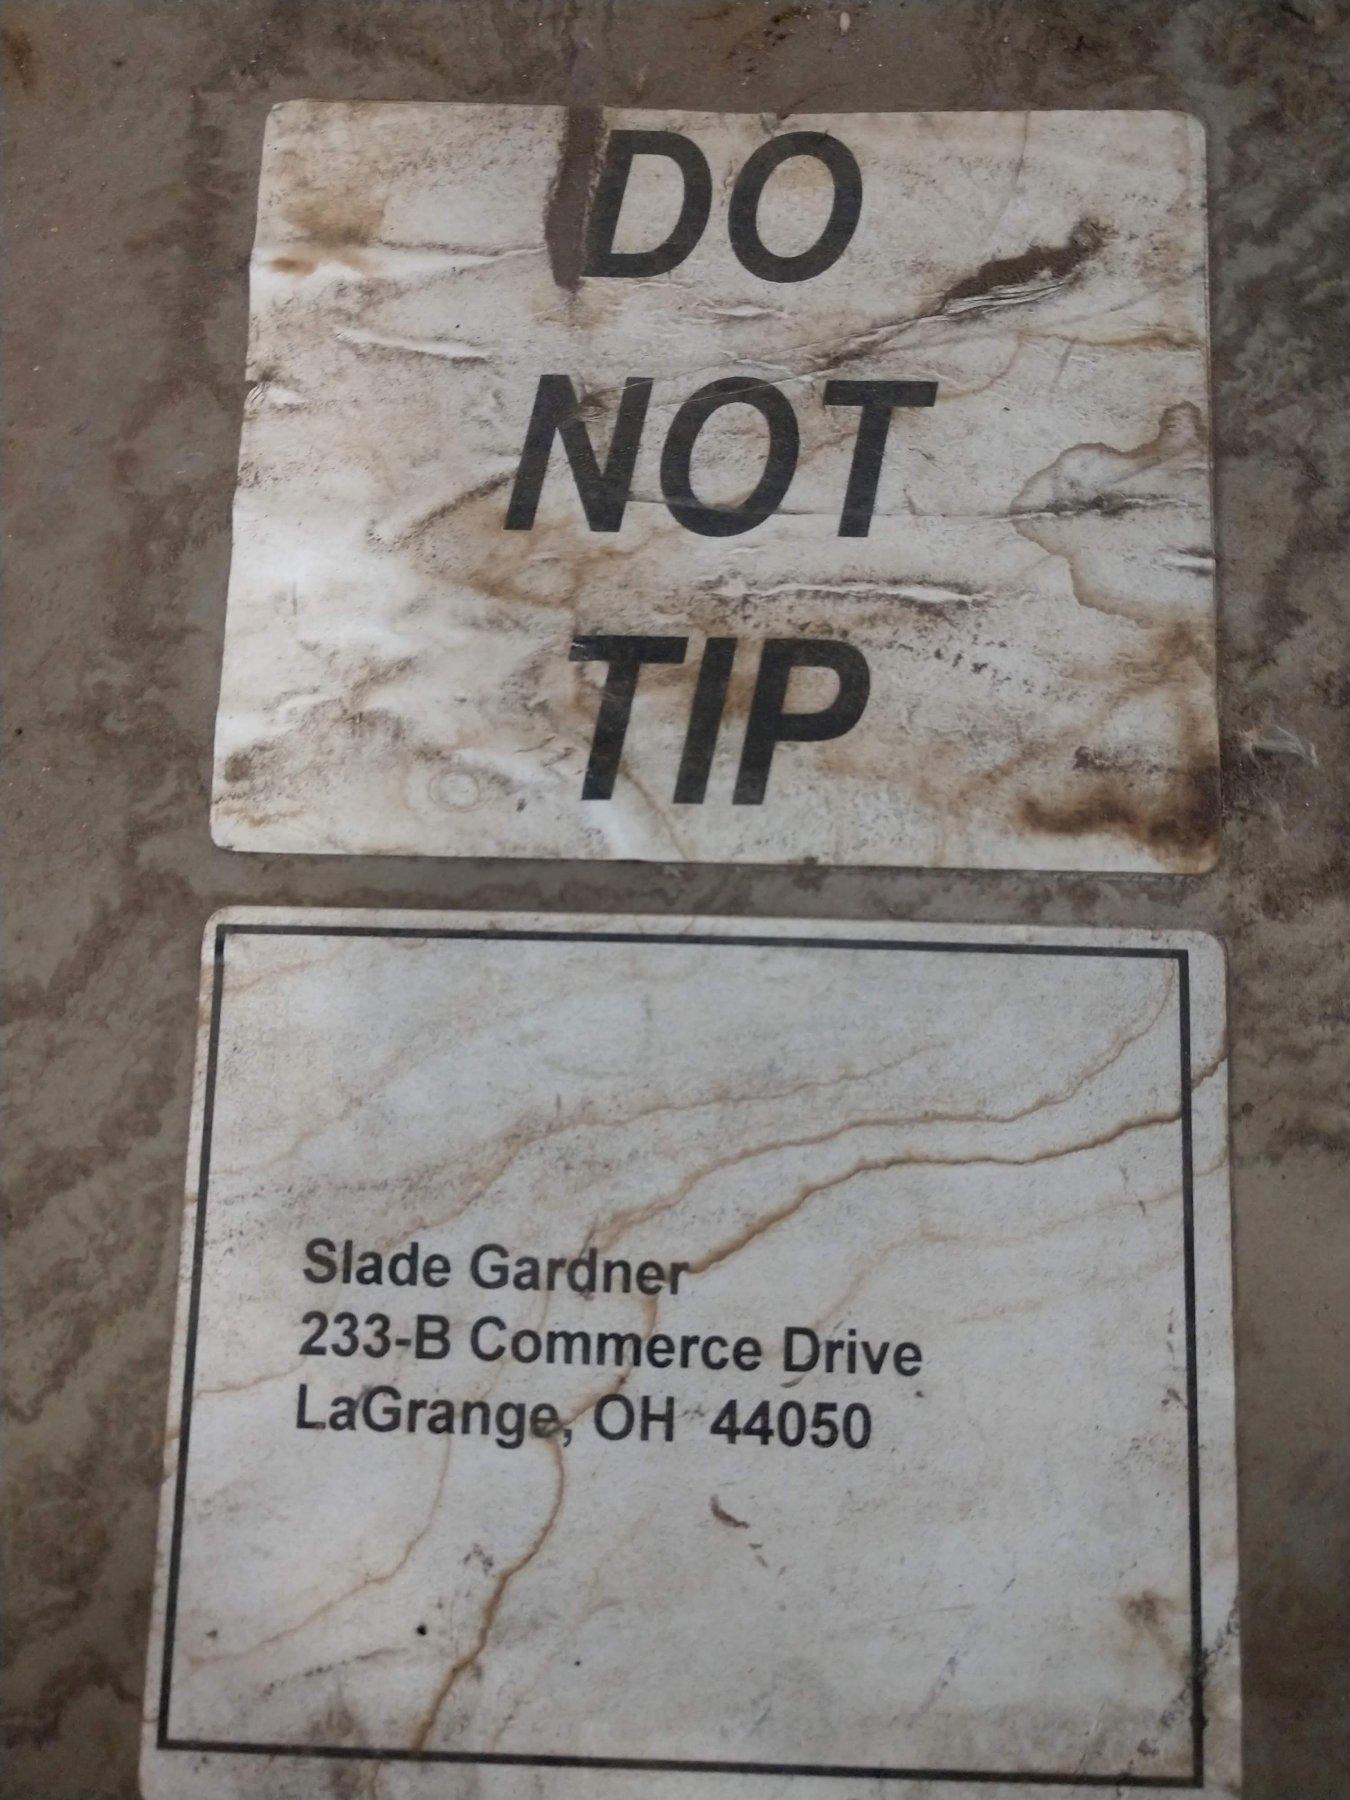 DO
NOT
TIP
Slade Gardner
233-B Commerce Drive
LaGrange, OH 44050